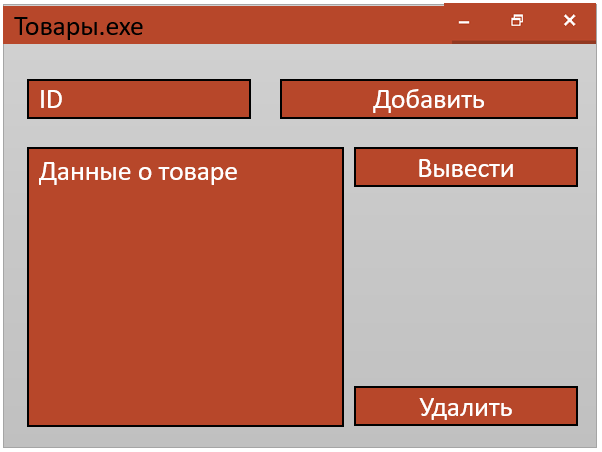 Товары.exe
ID
Добавить
Данные о товаре
Вывести
Удалить